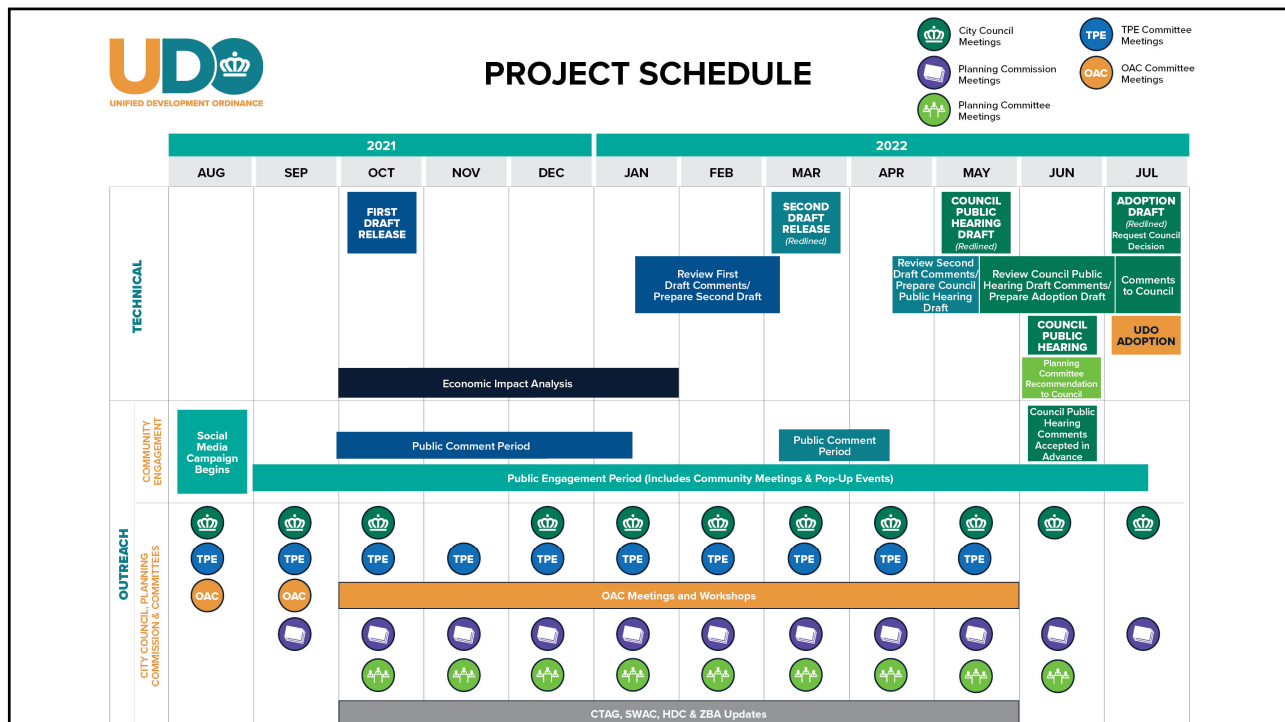 UDO
UNIFIED DEVELOPMENT ORDINANCE
PROJECT SCHEDULE
City Council
Meetings
TPE
TPE Committee
Meetings
Planning Commission
Meetings
OAC
OAC Committee
Meetings
Planning Committee
Meetings
2021
2022
AUG
SEP
OCT
NOV
DEC
JAN
FEB
MAR
APR
MAY
JUN
JUL
TECHNICAL
FIRST
DRAFT
RELEASE
SECOND
DRAFT
RELEASE
(Redlined)
COUNCIL
PUBLIC
HEARING
DRAFT
(Redlined)
ADOPTION
DRAFT
(Redlined)
Request Council
Decision
Review First
Draft Comments/
Prepare Second Draft
Review Second
Draft Comments/
Prepare Council
Public Hearing
Draft
Review Council Public
Hearing Draft Comments/
Prepare Adoption Draft
Comments
to Council
COUNCIL
PUBLIC
HEARING
UDO
ADOPTION
Planning
Committee
Recommendation
to Council
Economic Impact Analysis
OUTREACH
COMMUNITY
ENGAGEMENT
Social
Media
Campaign
Begins
Public Comment Period
Public Comment
Period
Council Public
Hearing
Comments
Accepted in
Advance
Public Engagement Period (Includes Community Meetings & Pop-Up Events)
CITY COUNCIL, PLANNING
COMMISSION & COMMITTEES
TPE
TPE
TPE
TPE
TPE
TPE
TPE
TPE
TPE
TPE
OAC
OAC
OAC Meetings and Workshops
CTAG, SWAC, HDC & ZBA Updates